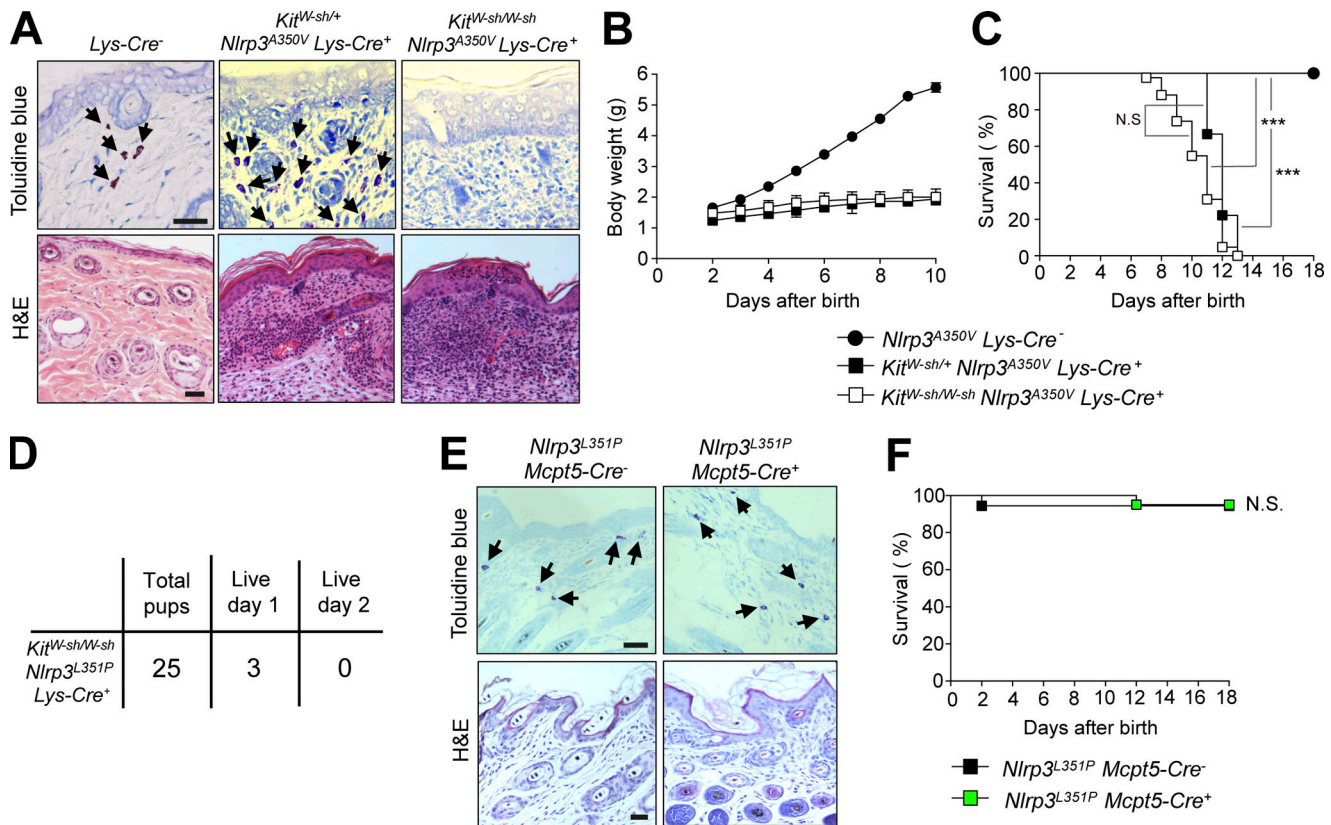 A
Lys-Cre⁻
Kit^W-sh/+
Nlrp3^A350V Lys-Cre⁺
Kit^W-sh/W-sh
Nlrp3^A350V Lys-Cre⁺
Toluidine blue
H&E
B
Body weight (g)
6
5
4
3
2
1
0
0 2 4 6 8 10
Days after birth
C
Survival ( %)
100
80
60
40
20
0
N.S
***
***
0 2 4 6 8 10 12 14 16 18
Days after birth
Nlrp3^A350V Lys-Cre⁻
Kit^W-sh/+ Nlrp3^A350V Lys-Cre⁺
Kit^W-sh/W-sh Nlrp3^A350V Lys-Cre⁺
D
Total pups
Live day 1
Live day 2
Kit^W-sh/W-sh
Nlrp3^L351P
Lys-Cre⁺
25 3 0
E
Nlrp3^L351P
Mcpt5-Cre⁻
Nlrp3^L351P
Mcpt5-Cre⁺
Toluidine blue
H&E
F
Survival ( %)
100
80
60
40
20
0
N.S.
0 2 4 6 8 10 12 14 16 18
Days after birth
Nlrp3^L351P Mcpt5-Cre⁻
Nlrp3^L351P Mcpt5-Cre⁺